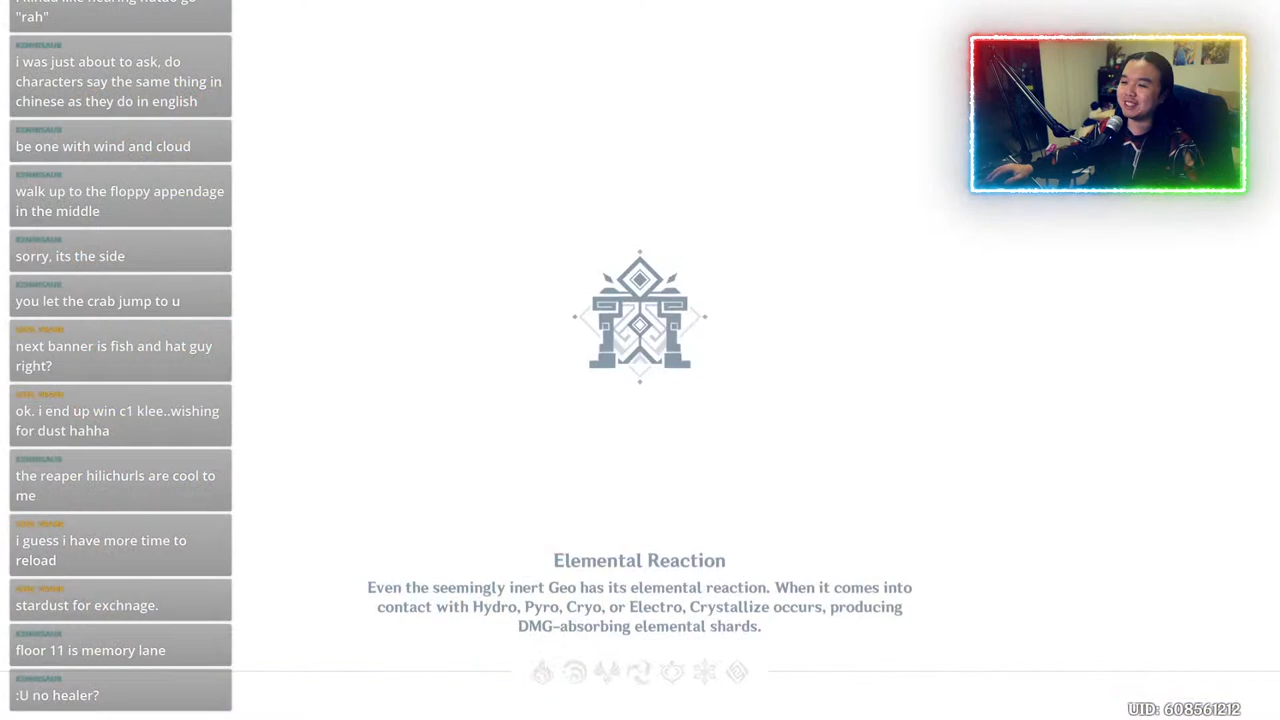 "rah"
i was just about to ask, do
characters say the same thing in
chinese as they do in english
be one with wind and cloud
walk up to the floppy appendage
in the middle
sorry, its the side
you let the crab jump to u
next banner is fish and hat guy
right?
ok. i end up win c1 klee..wishing
for dust hahha
the reaper hilichurls are cool to
me
i guess i have more time to
reload
stardust for exchnage.
floor 11 is memory lane
:U no healer?
Elemental Reaction
Even the seemingly inert Geo has its elemental reaction. When it comes into
contact with Hydro, Pyro, Cryo, or Electro, Crystallize occurs, producing
DMG-absorbing elemental shards.
UID: 608561212